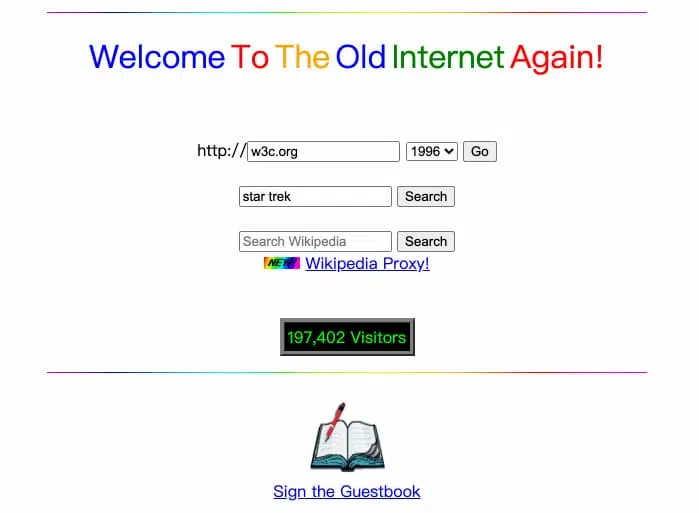 Welcome To The Old Internet Again!
http://w3c.org 1996 Go
star trek Search
Search Wikipedia Search
NEW! Wikipedia Proxy!
197,402 Visitors
Sign the Guestbook